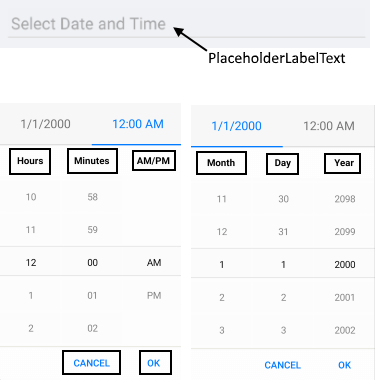 Select Date and Time
PlaceholderLabelText
1/1/2000 12:00 AM
Hours Minutes AM/PM
10 58
11 59
12 00 AM
1 01 PM
2 02
CANCEL OK
1/1/2000 12:00 AM
Month Day Year
11 30 2098
12 31 2099
1 1 2000
2 2 2001
3 3 2002
CANCEL OK